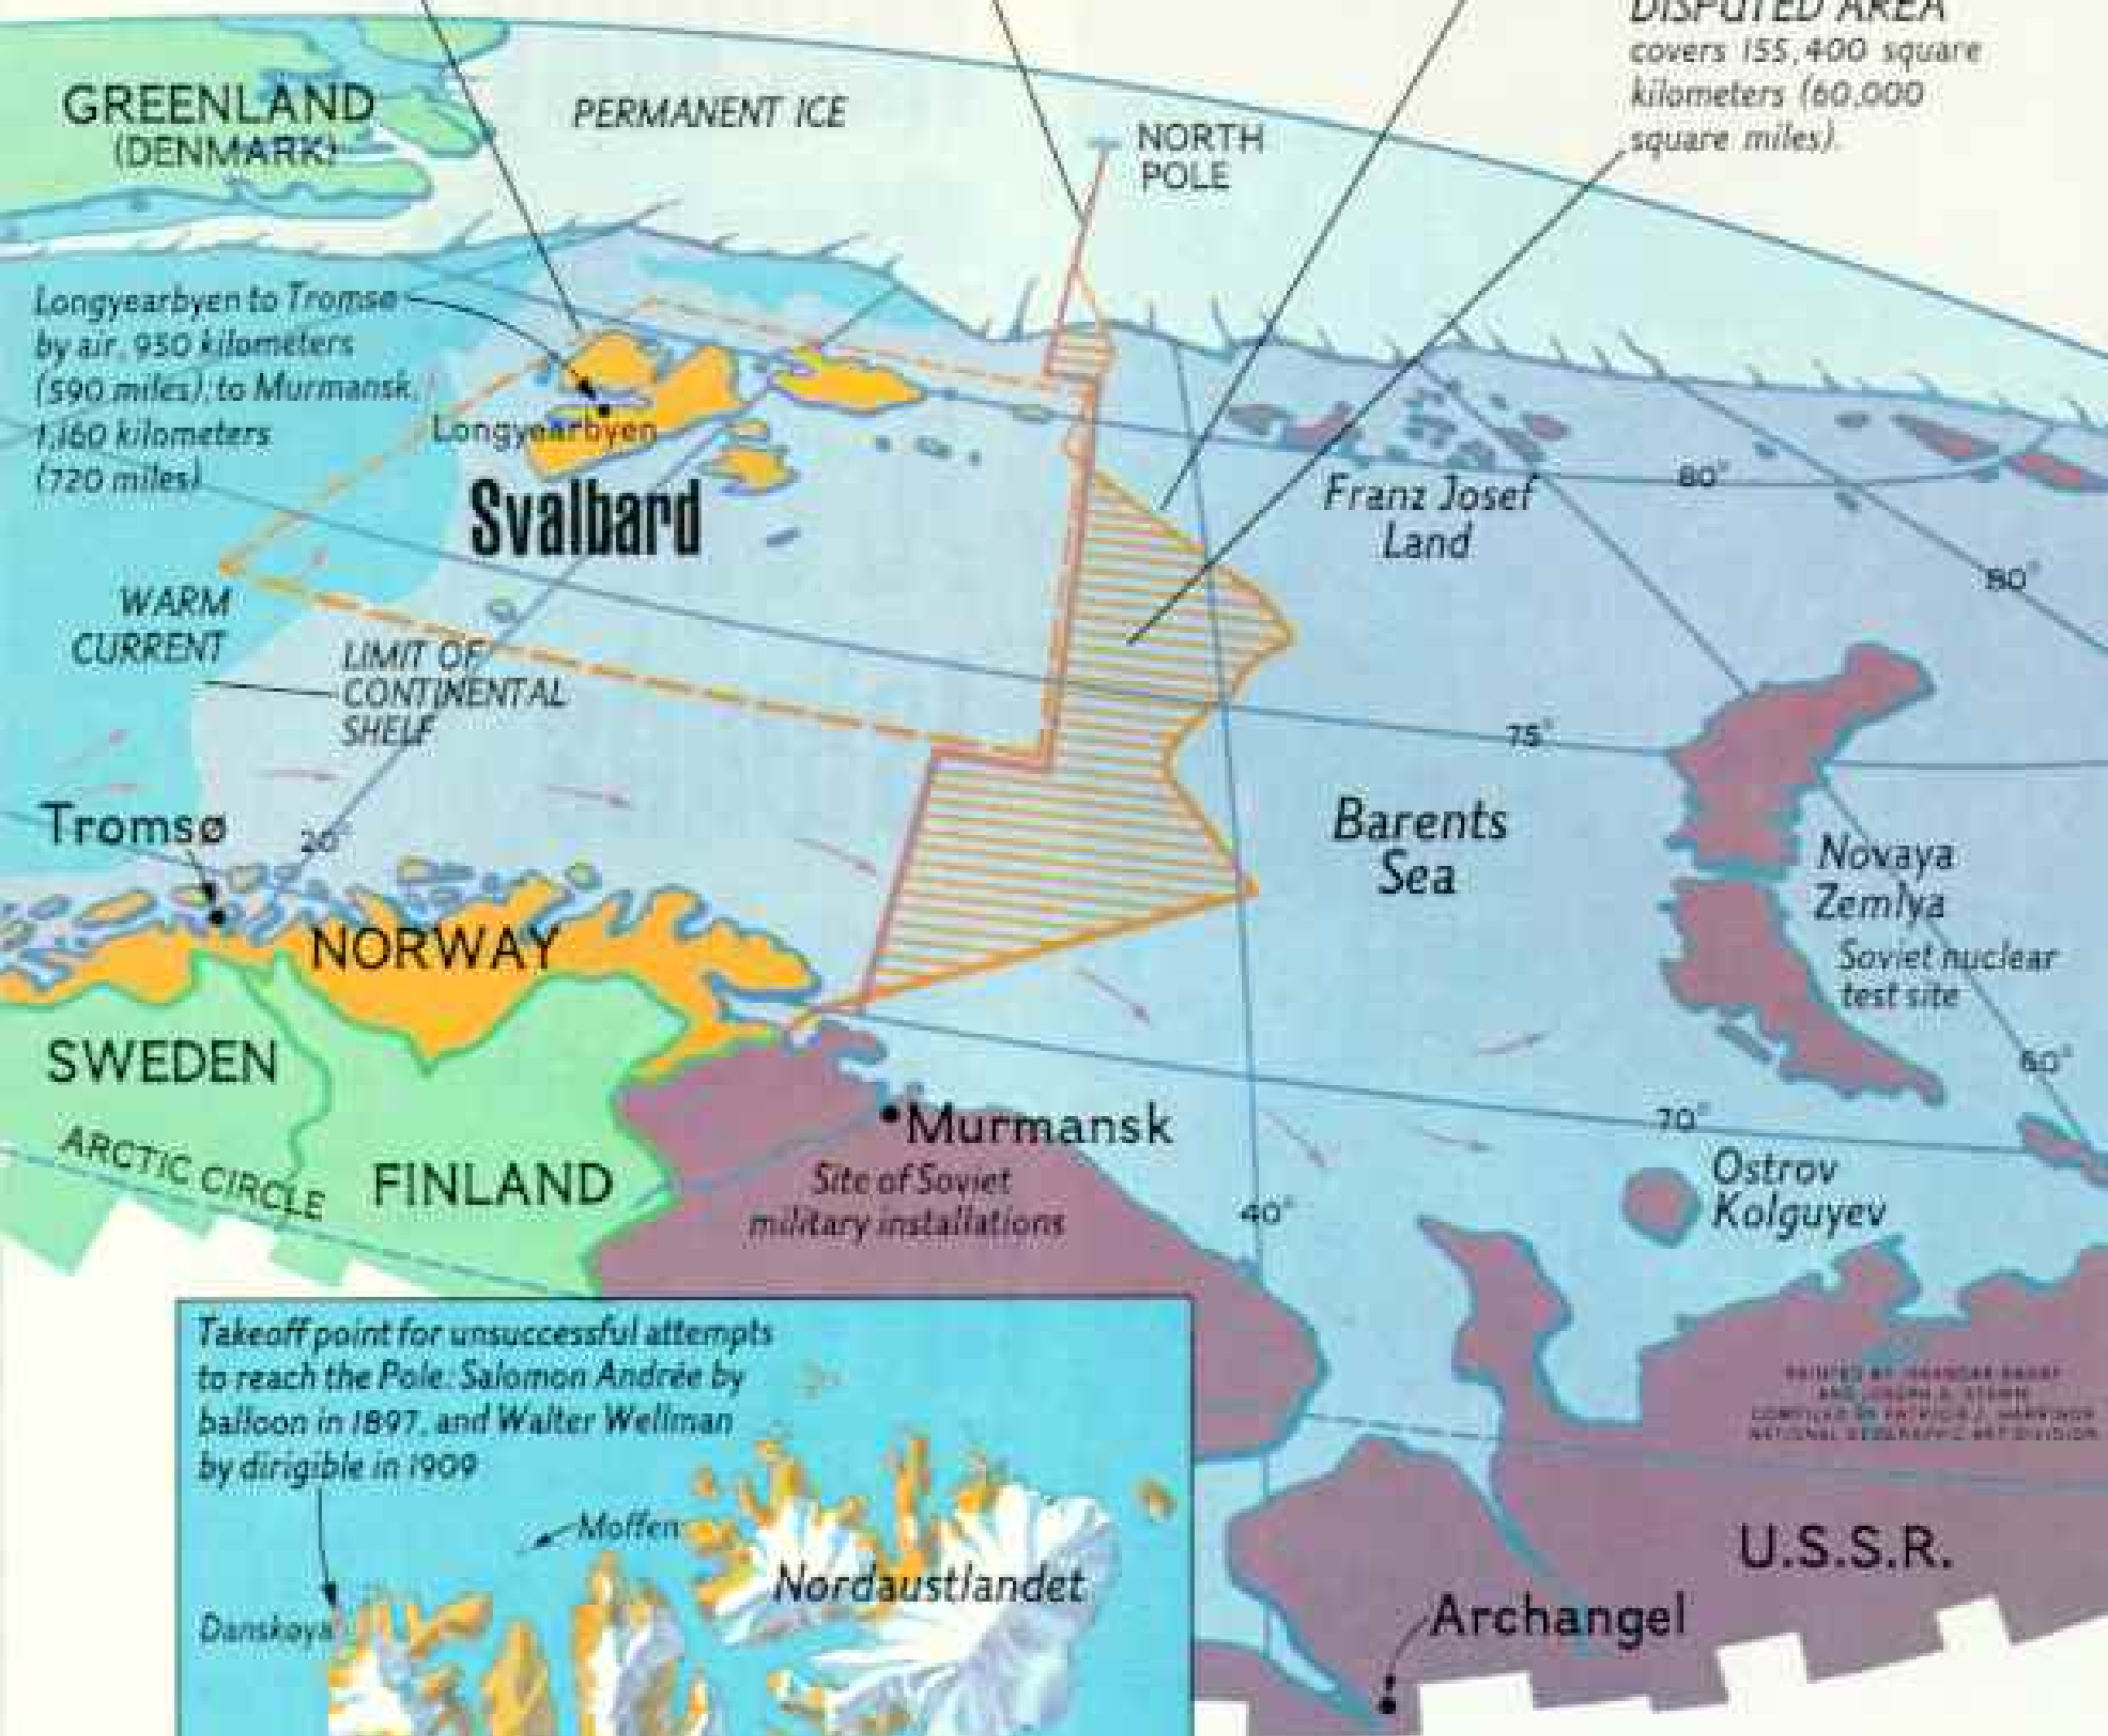 DISPUTED AREA
covers 155,400 square
kilometers (60,000
square miles).
GREENLAND
(DENMARK)
PERMANENT ICE
NORTH
POLE
Longyearbyen to Tromsø
by air, 950 kilometers
(590 miles); to Murmansk,
1,160 kilometers
(720 miles)
Longyearbyen
Svalbard
Franz Josef
Land
80°
80°
WARM
CURRENT
LIMIT OF
CONTINENTAL
SHELF
75°
Tromsø
20°
Barents
Sea
Novaya
Zemlya
Soviet nuclear
test site
NORWAY
SWEDEN
60°
ARCTIC CIRCLE
FINLAND
Murmansk
Site of Soviet
military installations
70°
40°
Ostrov
Kolguyev
Takeoff point for unsuccessful attempts
to reach the Pole: Salomon Andrée by
balloon in 1897, and Walter Wellman
by dirigible in 1909
Moffen
Nordaustlandet
Danskøya
NATIONAL GEOGRAPHIC ART DIVISION
U.S.S.R.
Archangel